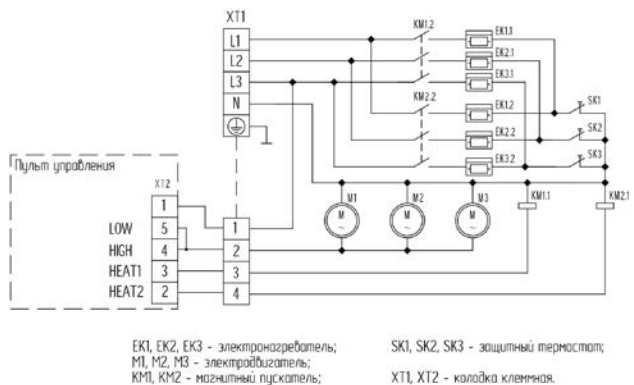 XT1
L1
L2
L3
N
KM1.2
EK1.1
EK2.1
EK3.1
KM2.2
EK1.2
EK2.2
EK3.2
SK1
SK2
SK3
Пульт управления
XT2
1
LOW 5
HIGH 4
HEAT1 3
HEAT2 2
1
2
3
4
M1
M2
M3
M
~
M
~
M
~
KM1.1
KM2.1
EK1, EK2, EK3 - электронагреватель;
M1, M2, M3 - электродвигатель;
KM1, KM2 - магнитный пускатель;
SK1, SK2, SK3 - защитный термостат;
XT1, XT2 - колодка клеммная.